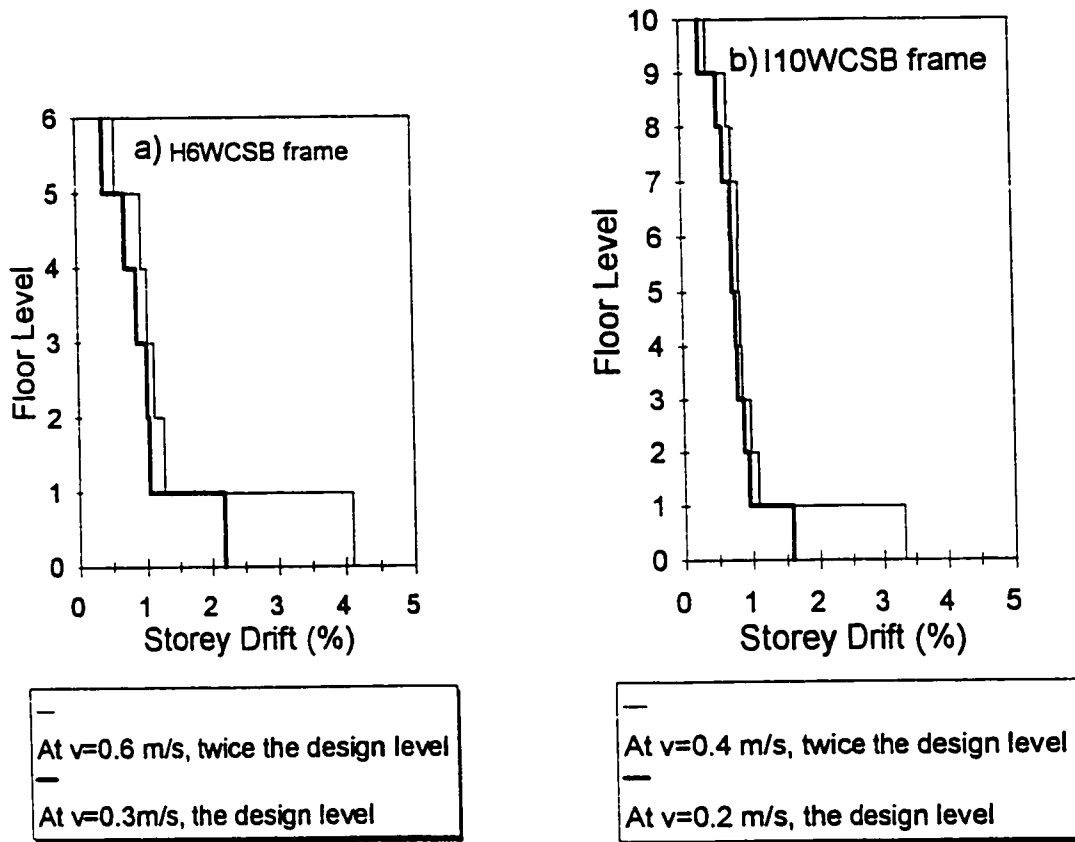 a) H6WCSB frame
6
5
4
3
2
1
0
Floor Level
0 1 2 3 4 5
Storey Drift (%)
At v=0.6 m/s, twice the design level
At v=0.3m/s, the design level
b) I10WCSB frame
10
9
8
7
6
5
4
3
2
1
0
Floor Level
0 1 2 3 4 5
Storey Drift (%)
At v=0.4 m/s, twice the design level
At v=0.2 m/s, the design level